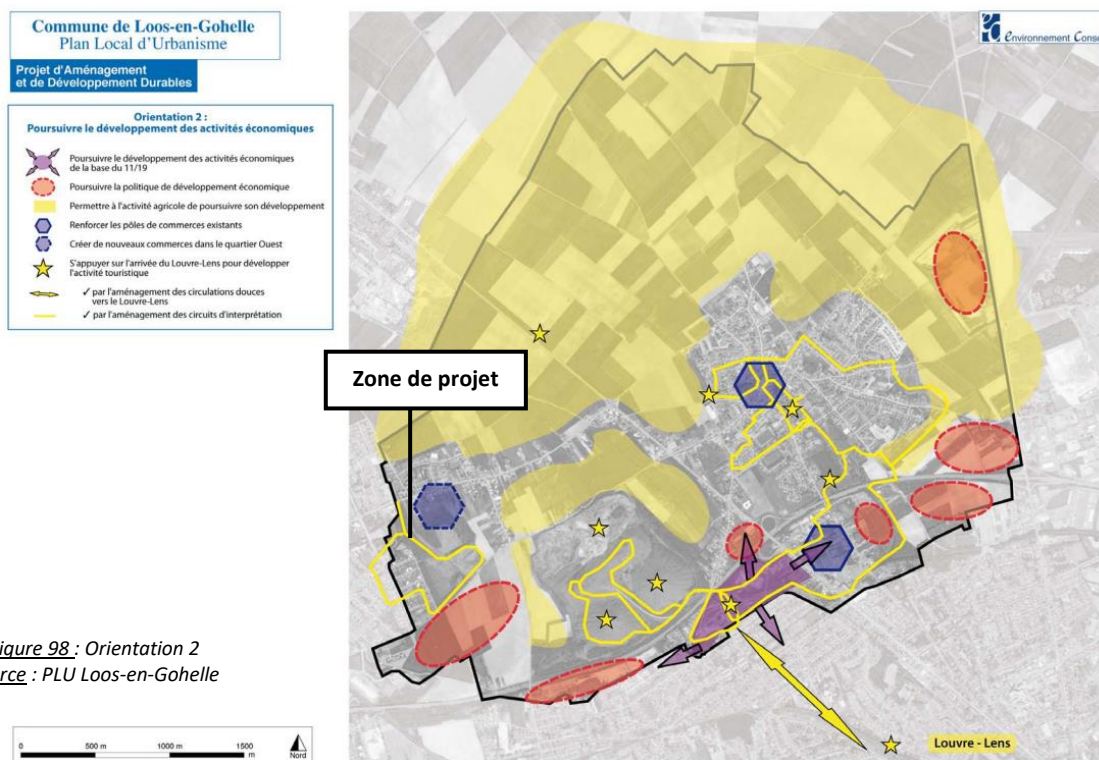 Commune de Loos-en-Gohelle
Plan Local d'Urbanisme
Projet d'Aménagement
et de Développement Durables
Environnement Conse
Orientation 2 :
Poursuivre le développement des activités économiques
Poursuivre le développement des activités économiques
de la base du 11/19
Poursuivre la politique de développement économique
Permettre à l'activité agricole de poursuivre son développement
Renforcer les pôles de commerces existants
Créer de nouveaux commerces dans le quartier Ouest
S'appuyer sur l'arrivée du Louvre-Lens pour développer
l'activité touristique
✓ par l'aménagement des circulations douces
vers le Louvre-Lens
✓ par l'aménagement des circuits d'interprétation
Zone de projet
igure 98 : Orientation 2
rce : PLU Loos-en-Gohelle
0 500 m 1000 m 1500
m
Nord
Louvre - Lens